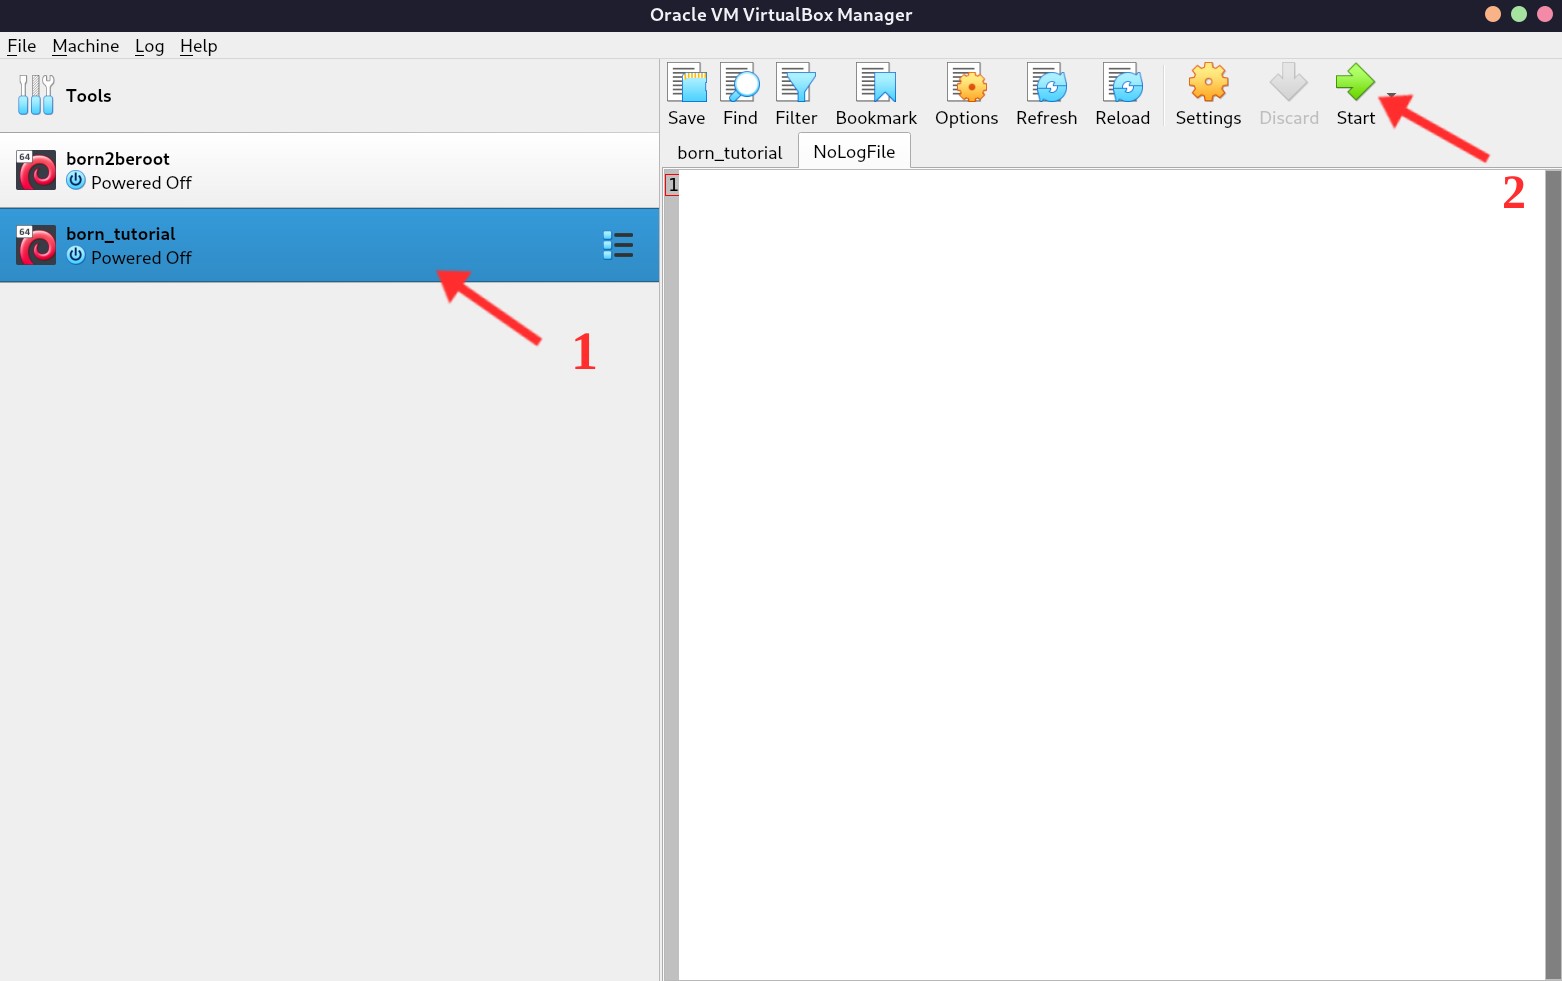 Oracle VM VirtualBox Manager
File Machine Log Help
Tools
Save Find Filter Bookmark Options Refresh Reload Settings Discard Start
64 born2beroot
Powered Off
64 born_tutorial
Powered Off
born_tutorial NoLogFile
1
2
1